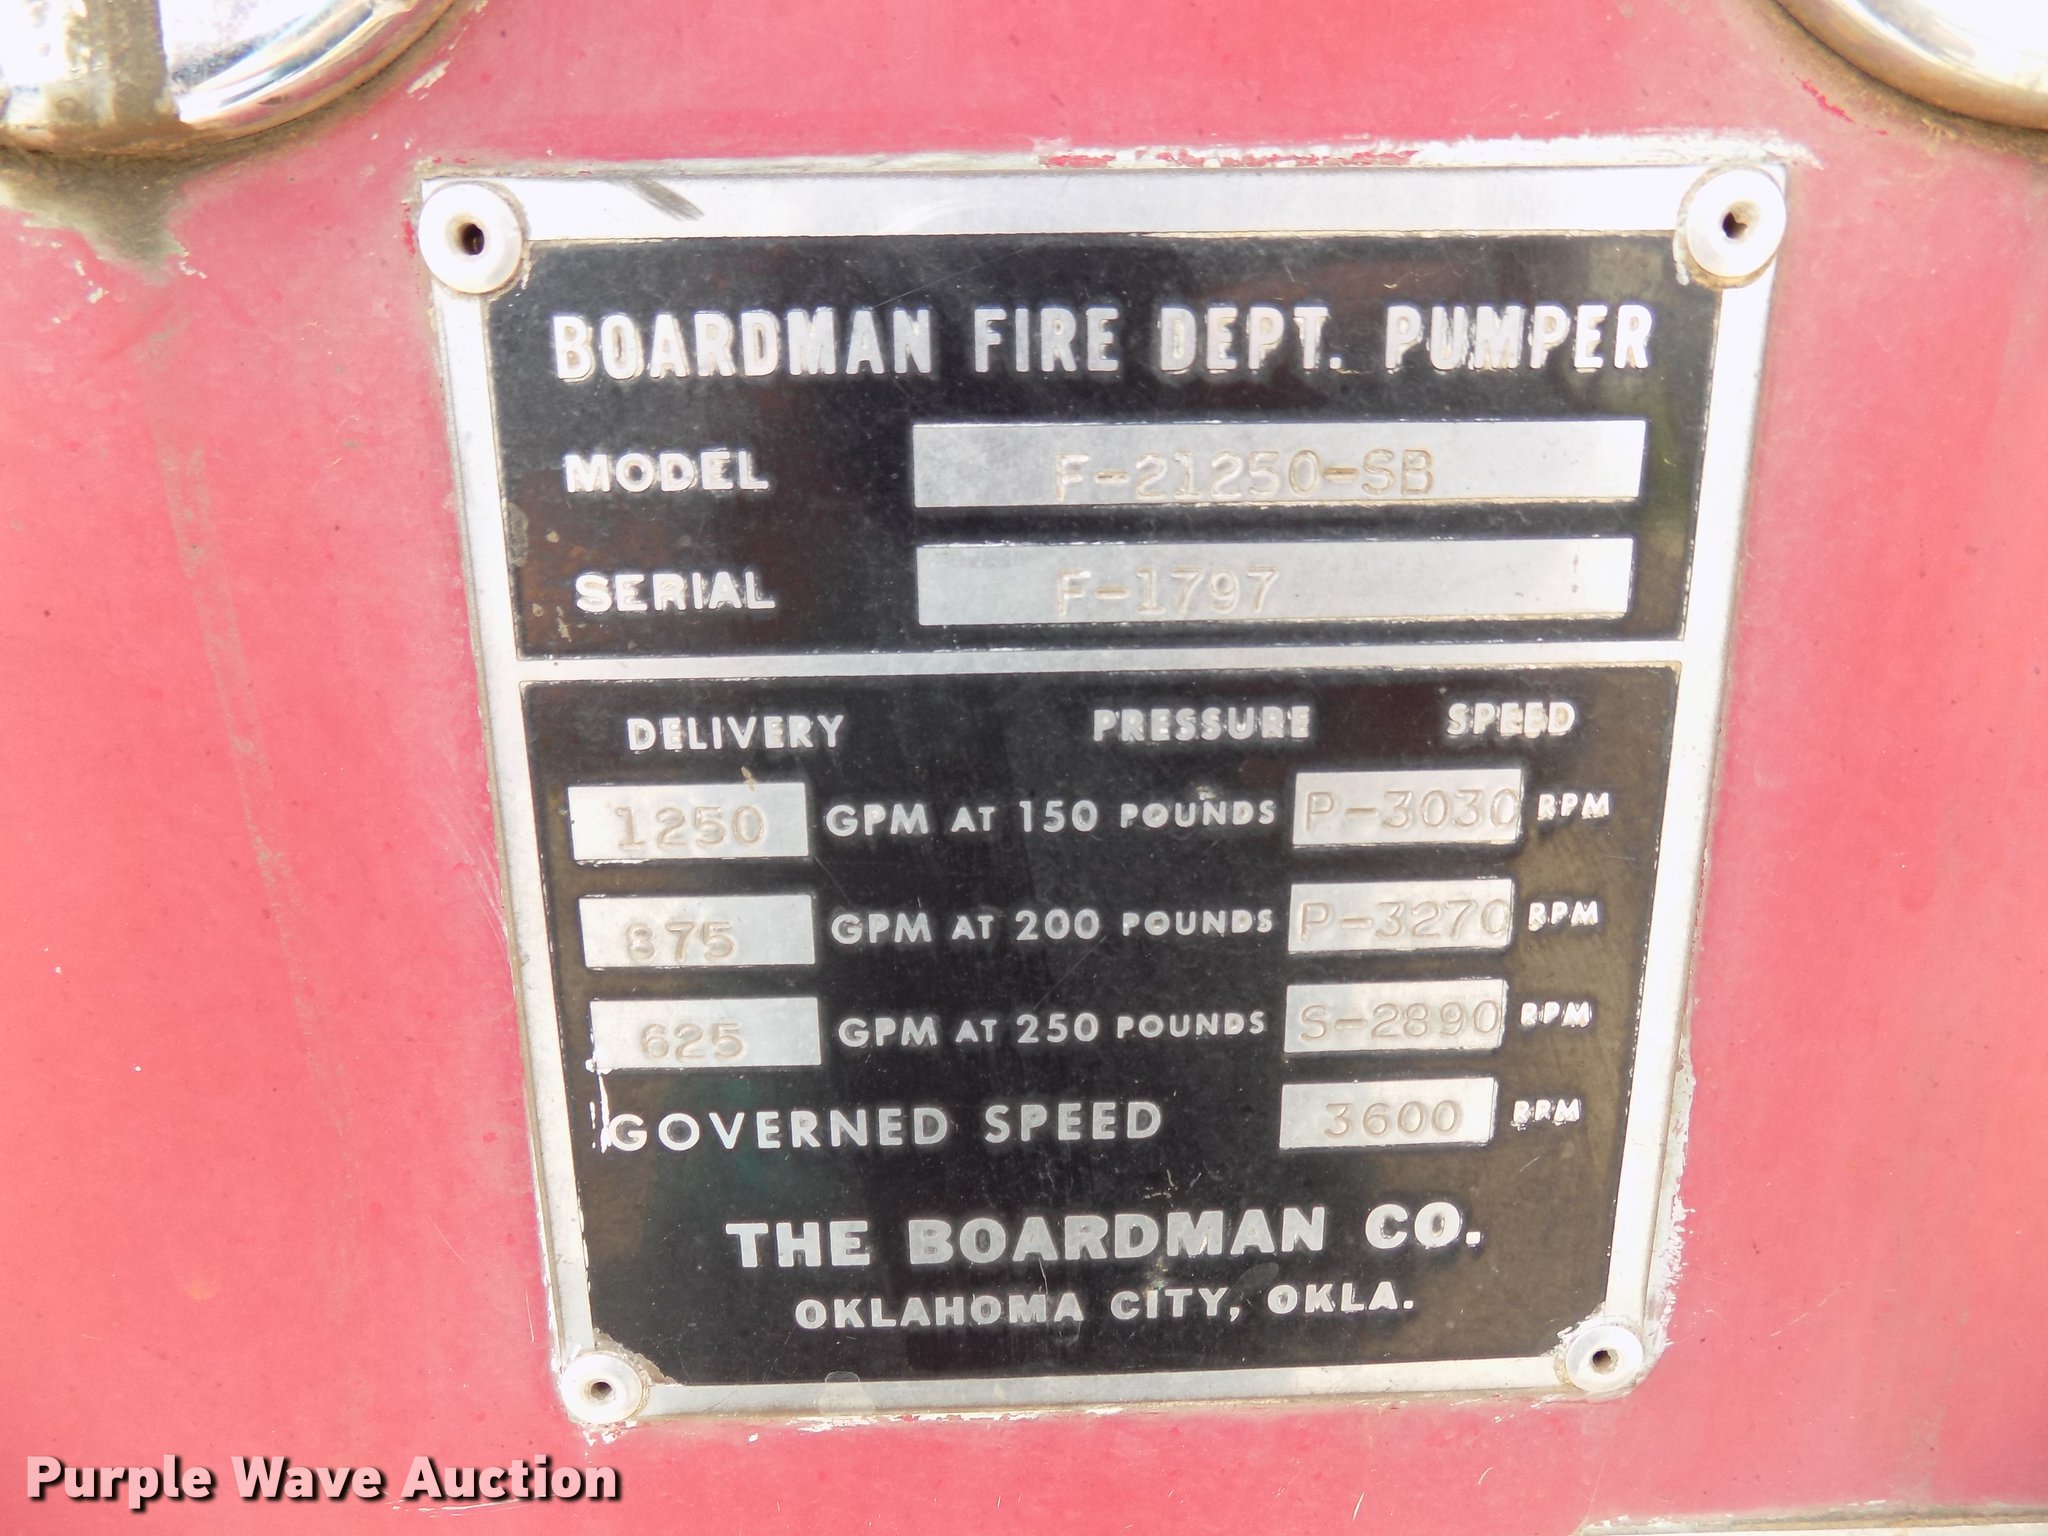 BOARDMAN FIRE DEPT. PUMPER
MODEL F-21250-SB
SERIAL F-1797
DELIVERY PRESSURE SPEED
1250 GPM AT 150 POUNDS P-3030 RPM
875 GPM AT 200 POUNDS P-3270 RPM
625 GPM AT 250 POUNDS S-2890 RPM
GOVERNED SPEED 3600 RPM
THE BOARDMAN CO.
OKLAHOMA CITY, OKLA.
Purple Wave Auction